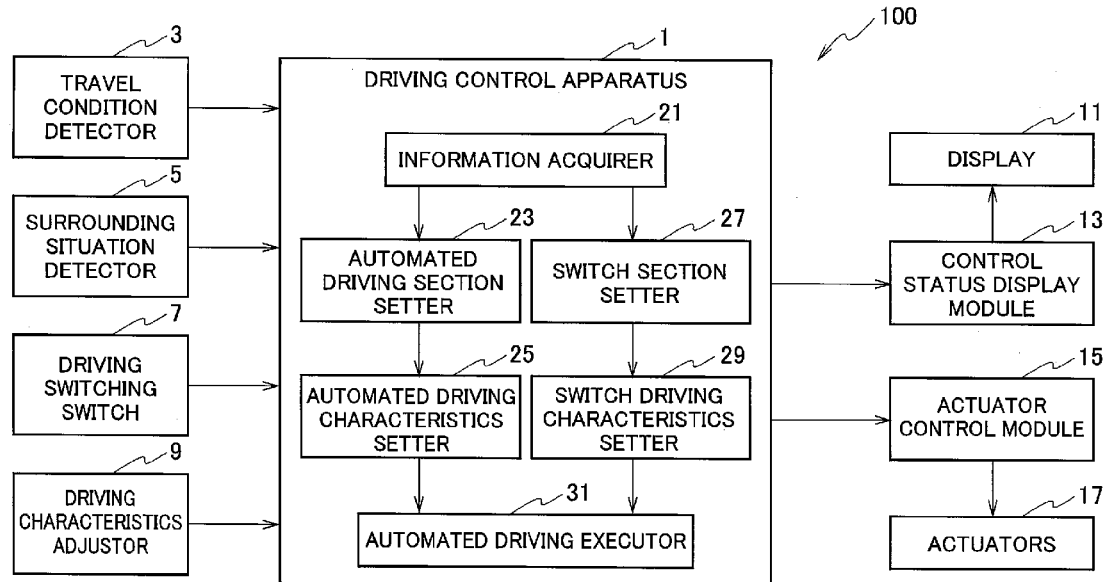 100
3
TRAVEL
CONDITION
DETECTOR
5
SURROUNDING
SITUATION
DETECTOR
7
DRIVING
SWITCHING
SWITCH
9
DRIVING
CHARACTERISTICS
ADJUSTOR
1
DRIVING CONTROL APPARATUS
21
INFORMATION ACQUIRER
23
AUTOMATED
DRIVING SECTION
SETTER
27
SWITCH SECTION
SETTER
25
AUTOMATED DRIVING
CHARACTERISTICS
SETTER
29
SWITCH DRIVING
CHARACTERISTICS
SETTER
31
AUTOMATED DRIVING EXECUTOR
11
DISPLAY
13
CONTROL
STATUS DISPLAY
MODULE
15
ACTUATOR
CONTROL MODULE
17
ACTUATORS